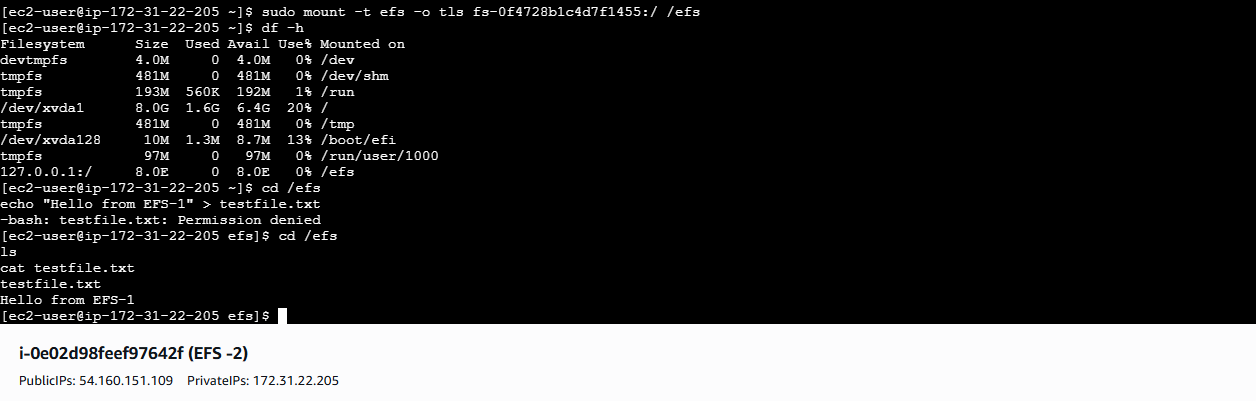 [ec2-user@ip-172-31-22-205 ~]$ sudo mount -t efs -o tls fs-0f4728b1c4d7f1455:/ /efs
[ec2-user@ip-172-31-22-205 ~]$ df -h
Filesystem      Size  Used Avail Use% Mounted on
devtmpfs        4.0M     0  4.0M   0% /dev
tmpfs           481M     0  481M   0% /dev/shm
tmpfs           193M  560K  192M   1% /run
/dev/xvda1      8.0G  1.6G  6.4G  20% /
tmpfs           481M     0  481M   0% /tmp
/dev/xvda128     10M  1.3M  8.7M  13% /boot/efi
tmpfs            97M     0   97M   0% /run/user/1000
127.0.0.1:/     8.0E     0  8.0E   0% /efs
[ec2-user@ip-172-31-22-205 ~]$ cd /efs
echo "Hello from EFS-1" > testfile.txt
-bash: testfile.txt: Permission denied
[ec2-user@ip-172-31-22-205 efs]$ cd /efs
ls
cat testfile.txt
testfile.txt
Hello from EFS-1
[ec2-user@ip-172-31-22-205 efs]$
i-0e02d98feef97642f (EFS -2)
PublicIPs: 54.160.151.109 PrivateIPs: 172.31.22.205